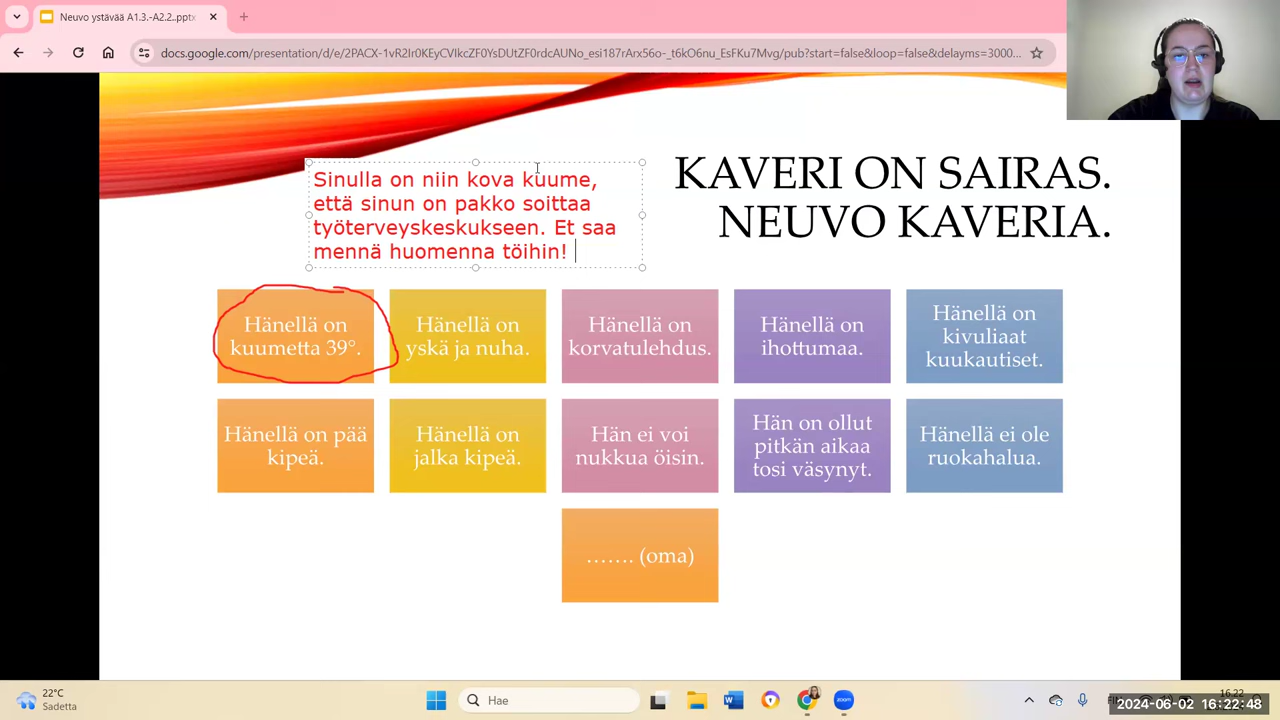 Neuvo ystävää A1.3.-A2.2..pptx
docs.google.com/presentation/d/e/2PACX-1vR2Ir0KEyCVIkcZF0YsDUtZF0rdcAUNo_esi187rArx56o-_t6kO6nu_EsFKu7Mvg/pub?start=false&loop=false&delayms=3000...
KAVERI ON SAIRAS.
NEUVO KAVERIA.
Sinulla on niin kova kuume,
että sinun on pakko soittaa
työterveyskeskukseen. Et saa
mennä huomenna töihin!
Hänellä on
kuumetta 39°.
Hänellä on
yskä ja nuha.
Hänellä on
korvatulehdus.
Hänellä on
ihottumaa.
Hänellä on
kivuliaat
kuukautiset.
Hänellä on pää
kipeä.
Hänellä on
jalka kipeä.
Hän ei voi
nukkua öisin.
Hän on ollut
pitkän aikaa
tosi väsynyt.
Hänellä ei ole
ruokahalua.
……. (oma)
22°C
Sadetta
Hae
zoom
16.22
2024-06-02 16:22:48